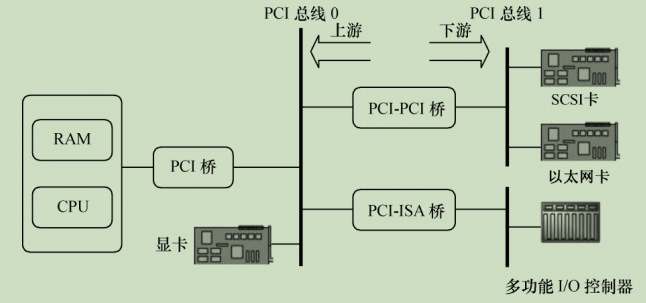 PCI 总线 0
PCI 总线 1
上游
下游
RAM
CPU
PCI 桥
PCI-PCI 桥
SCSI卡
以太网卡
PCI-ISA 桥
显卡
多功能 I/O 控制器